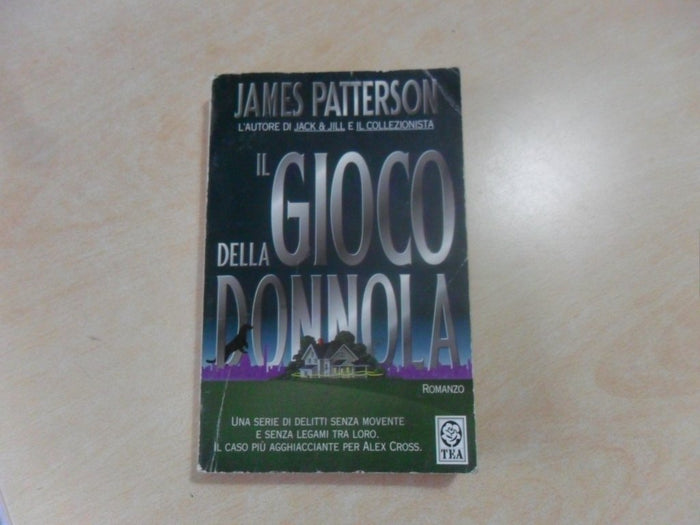 JAMES PATTERSON
L'AUTORE DI JACK & JILL E IL COLLEZIONISTA
IL GIOCO
DELLA
DONNOLA
ROMANZO
UNA SERIE DI DELITTI SENZA MOVENTE
E SENZA LEGAMI TRA LORO.
IL CASO PIÙ AGGHIACCIANTE PER ALEX CROSS.
TEA